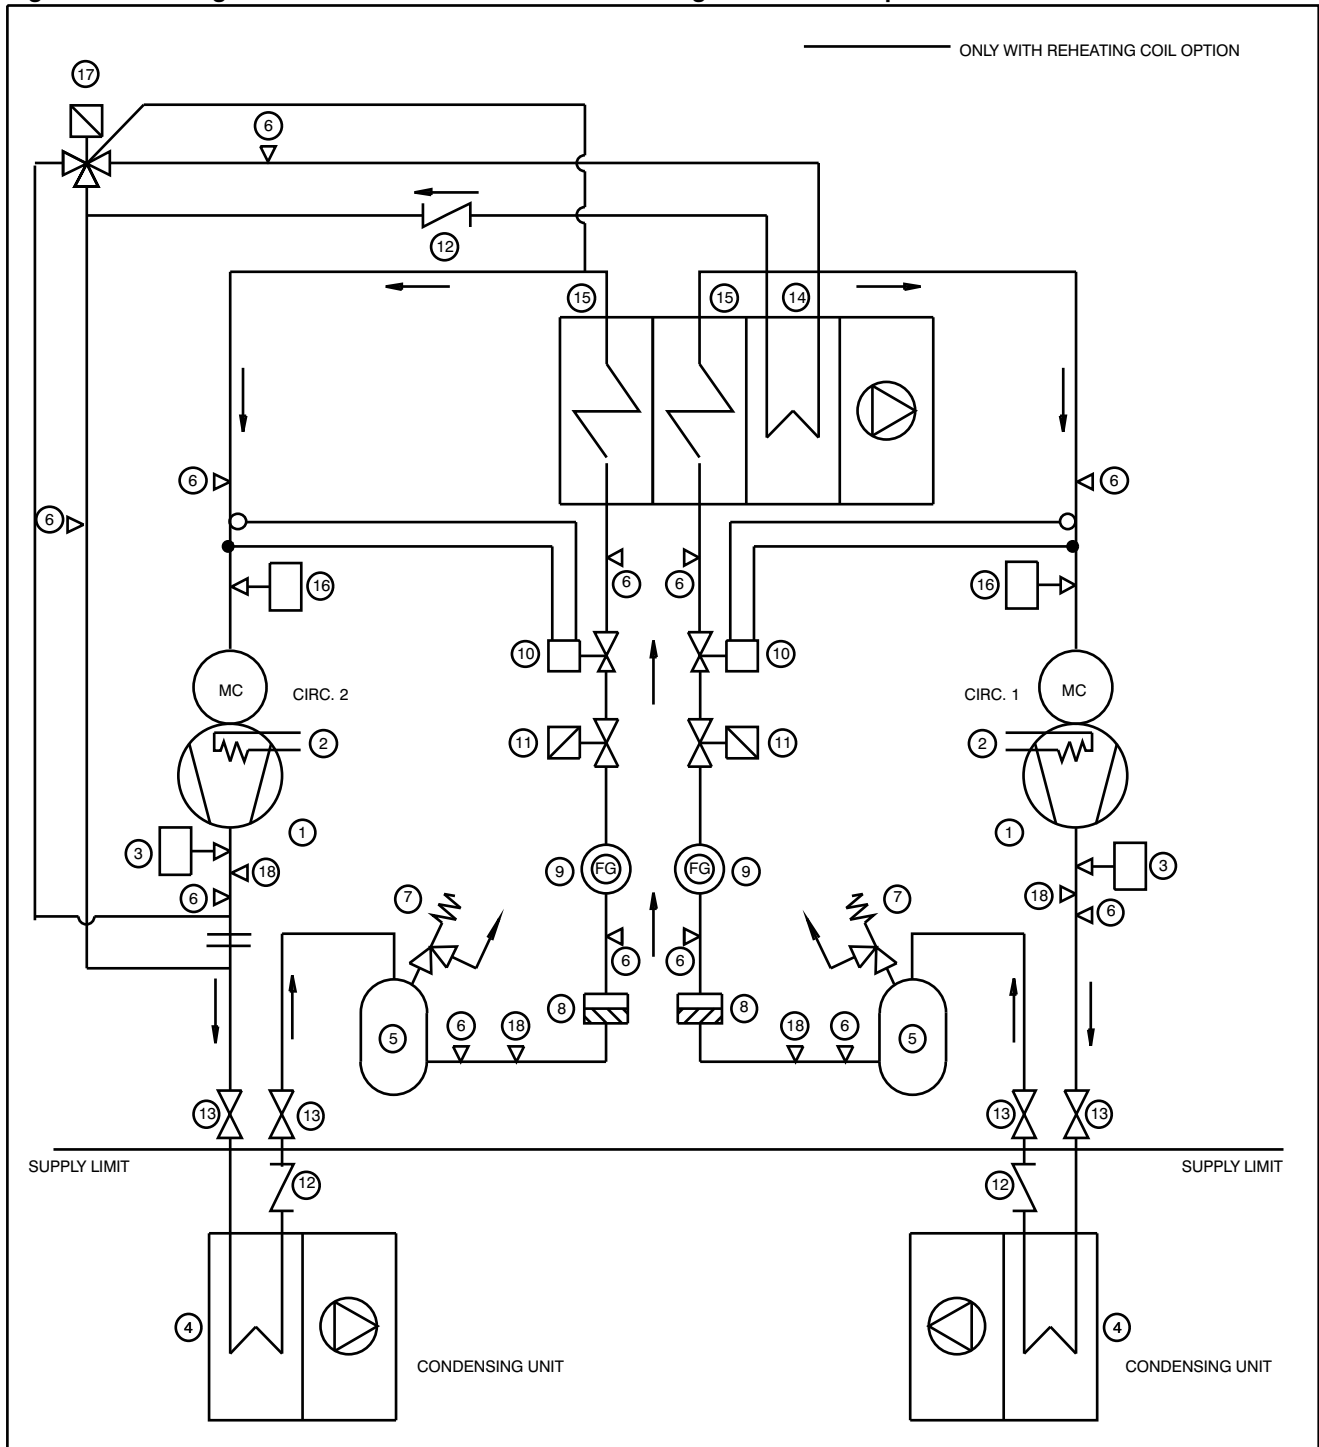 ONLY WITH REHEATING COIL OPTION
17
6
12
15 15 14
6 6
6
6 6
16 16
10 10
MC CIRC. 2 CIRC. 1 MC
2 11 11 2
1 1
3 18 9 FG FG 9 3
6 7 7 18 6
6 6
8 8
5 6 18 18 6 5
13 13 13 13
SUPPLY LIMIT SUPPLY LIMIT
12 12
4 4
CONDENSING UNIT CONDENSING UNIT